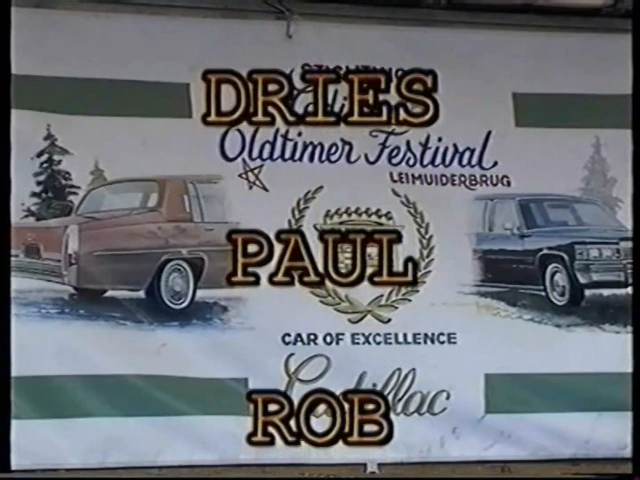 DRIES
Oldtimer Festival
LEIMUIDERBRUG
PAUL
CAR OF EXCELLENCE
Cadillac
ROB